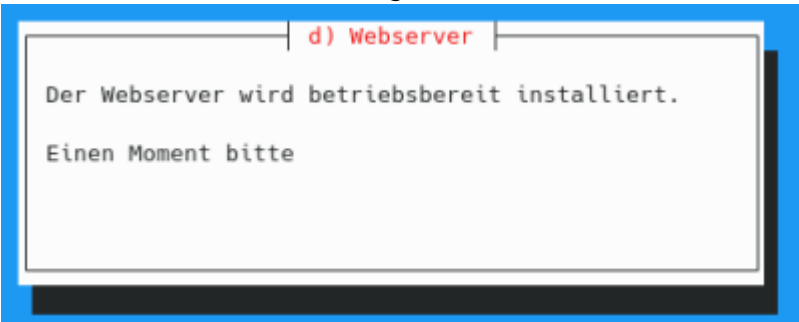 d) Webserver
Der Webserver wird betriebsbereit installiert.
Einen Moment bitte